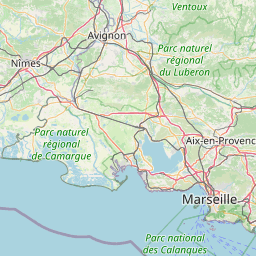 Ventoux
Avignon
Parc naturel
régional
du Luberon
Nîmes
Parc naturel
régional
de Camargue
Aix-en-Provenc
Marseille
Parc national
des Calanques